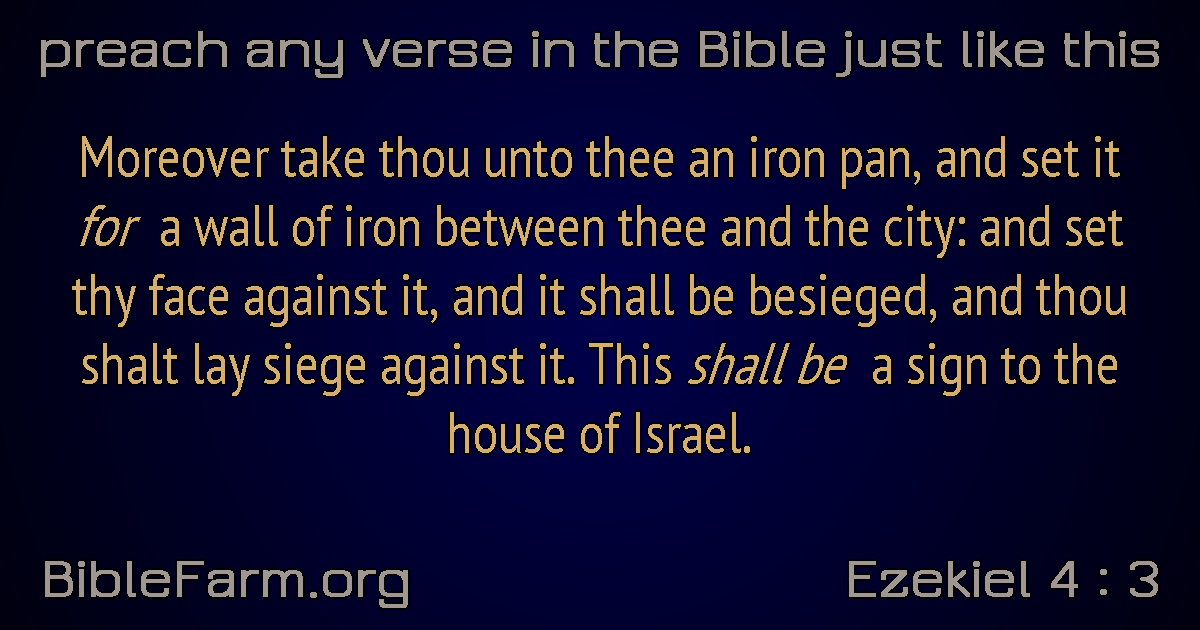 preach any verse in the Bible just like this
Moreover take thou unto thee an iron pan, and set it
for a wall of iron between thee and the city: and set
thy face against it, and it shall be besieged, and thou
shalt lay siege against it. This shall be a sign to the
house of Israel.
BibleFarm.org
Ezekiel 4 : 3